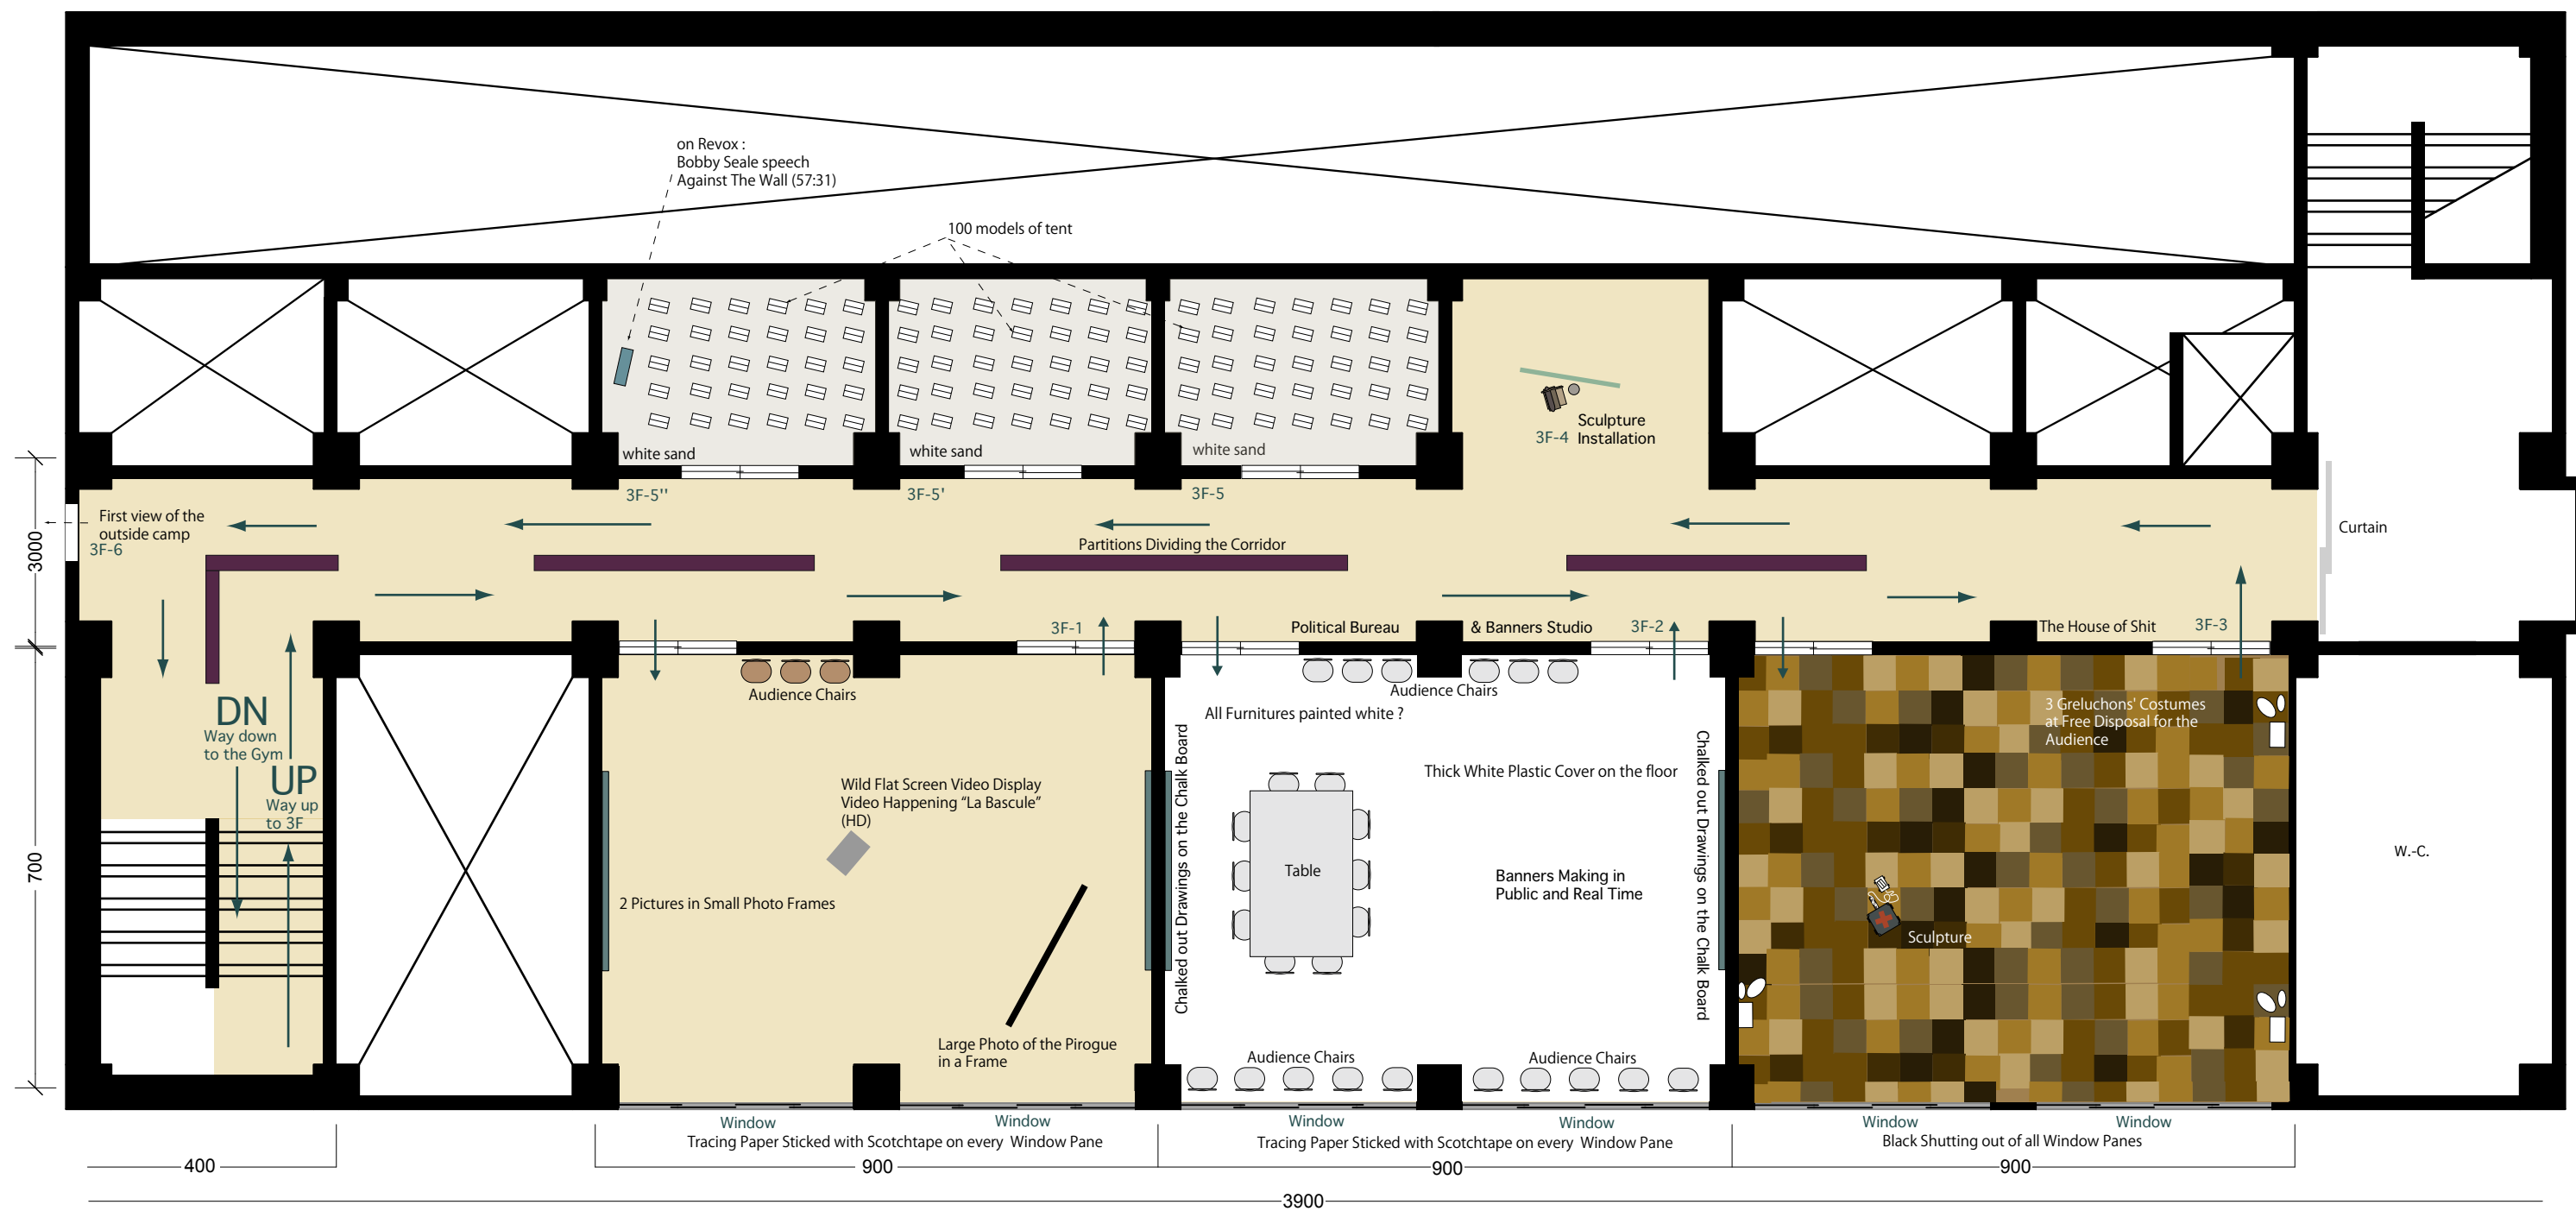 on Revox :
Bobby Seale speech
Against The Wall (57:31)
100 models of tent
white sand
white sand
white sand
3F-4
Sculpture
Installation
3F-5''
3F-5'
3F-5
First view of the
outside camp
3F-6
Partitions Dividing the Corridor
Curtain
3000
3F-1
Political Bureau
& Banners Studio
3F-2
The House of Shit
3F-3
DN
Way down
to the Gym
UP
Way up
to 3F
Audience Chairs
Wild Flat Screen Video Display
Video Happening “La Bascule”
(HD)
2 Pictures in Small Photo Frames
Large Photo of the Pirogue
in a Frame
Chalked out Drawings on the Chalk Board
Audience Chairs
All Furnitures painted white ?
Thick White Plastic Cover on the floor
Table
Banners Making in
Public and Real Time
Chalked out Drawings on the Chalk Board
Audience Chairs
Audience Chairs
3 Greluchons' Costumes
at Free Disposal for the
Audience
Sculpture
W.-C.
700
Window
Window
Window
Window
Window
Window
Tracing Paper Sticked with Scotchtape on every Window Pane
Tracing Paper Sticked with Scotchtape on every Window Pane
Black Shutting out of all Window Panes
400
900
900
900
3900